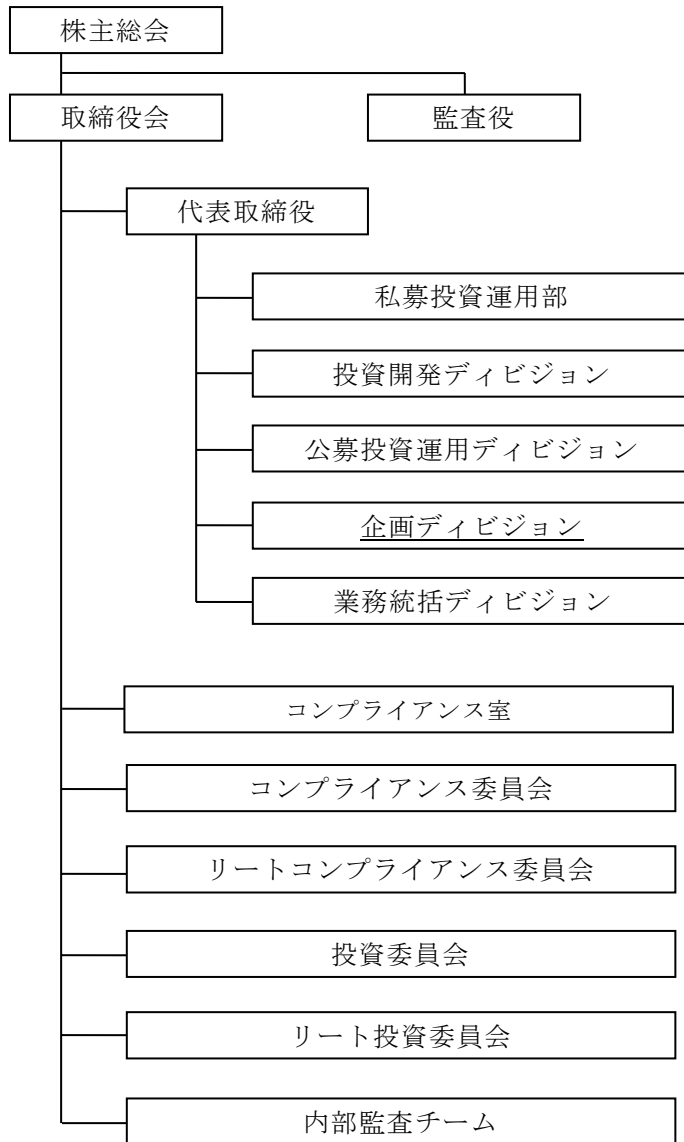 株主総会
取締役会
監査役
代表取締役
私募投資運用部
投資開発ディビジョン
公募投資運用ディビジョン
企画ディビジョン
業務統括ディビジョン
コンプライアンス室
コンプライアンス委員会
リートコンプライアンス委員会
投資委員会
リート投資委員会
内部監査チーム